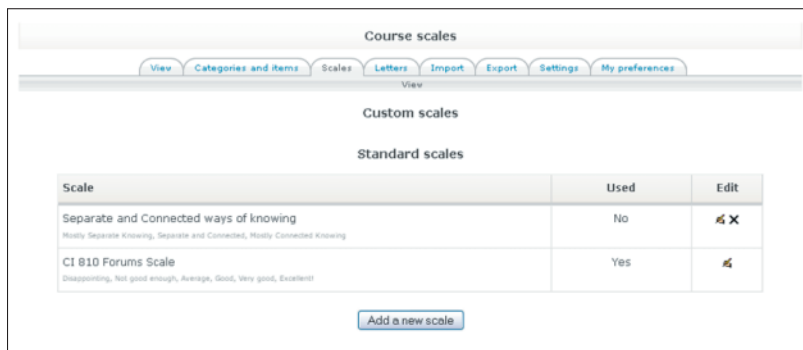 Course scales
View Categories and items Scales Letters Import Export Settings My preferences
View
Custom scales
Standard scales
Scale Used Edit
Separate and Connected ways of knowing No
Mostly Separate Knowing, Separate and Connected, Mostly Connected Knowing
CI 810 Forums Scale Yes
Disappointing, Not good enough, Average, Good, Very good, Excellent!
Add a new scale